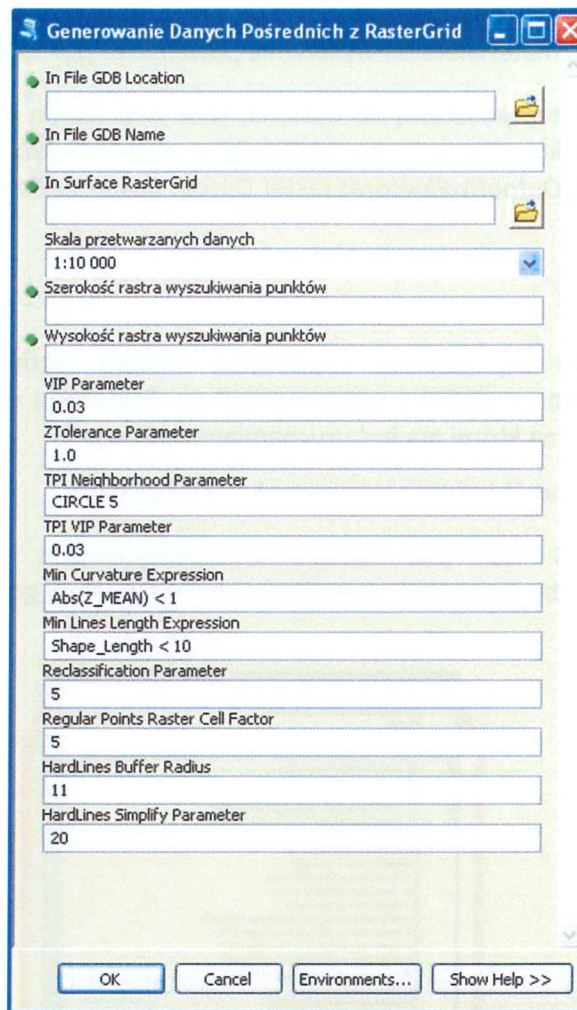 Generowanie Danych Pośrednich z RasterGrid
In File GDB Location
In File GDB Name
In Surface RasterGrid
Skala przetwarzanych danych
1:10 000
Szerokość rastra wyszukiwania punktów
Wysokość rastra wyszukiwania punktów
VIP Parameter
0.03
ZTolerance Parameter
1.0
TPI Neighborhood Parameter
CIRCLE 5
TPI VIP Parameter
0.03
Min Curvature Expression
Abs(Z_MEAN) < 1
Min Lines Length Expression
Shape_Length < 10
Reclassification Parameter
5
Regular Points Raster Cell Factor
5
HardLines Buffer Radius
11
HardLines Simplify Parameter
20
OK Cancel Environments... Show Help >>